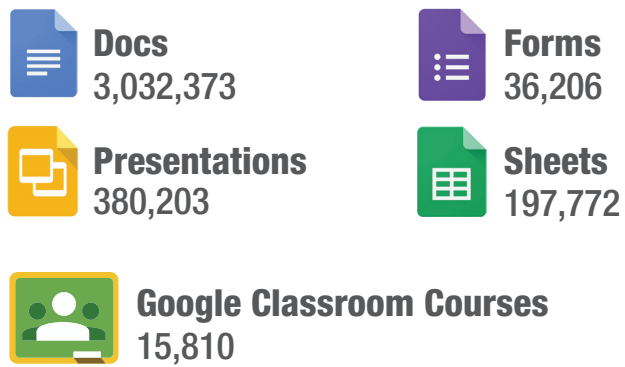 Docs
3,032,373
Forms
36,206
Presentations
380,203
Sheets
197,772
Google Classroom Courses
15,810